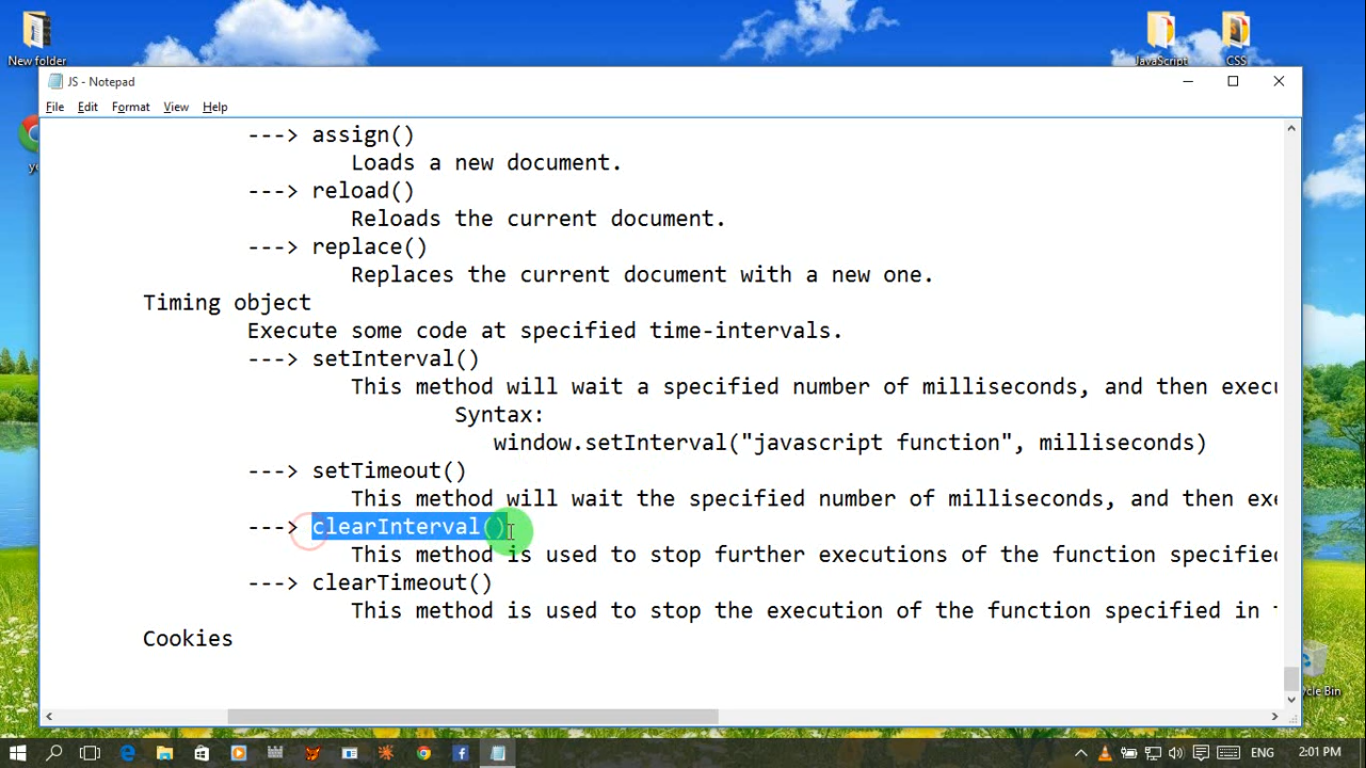 New folder
JavaScript
CSS
JS - Notepad
File Edit Format View Help
---> assign()
Loads a new document.
---> reload()
Reloads the current document.
---> replace()
Replaces the current document with a new one.
Timing object
Execute some code at specified time-intervals.
---> setInterval()
This method will wait a specified number of milliseconds, and then execu
Syntax:
window.setInterval("javascript function", milliseconds)
---> setTimeout()
This method will wait the specified number of milliseconds, and then exe
---> clearInterval()
This method is used to stop further executions of the function specified
---> clearTimeout()
This method is used to stop the execution of the function specified in
Cookies
ycle Bin
ENG
2:01 PM